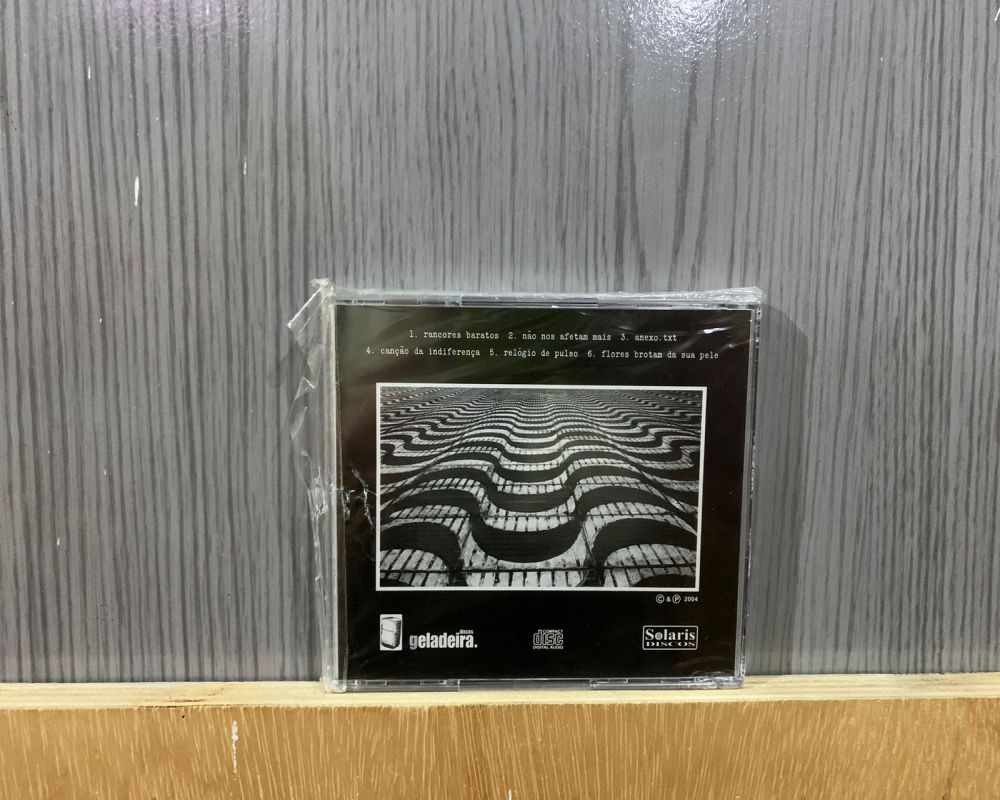 1. rancores baratos 2. não nos afetam mais 3. anexo.txt
4. canção da indiferença 5. relógio de pulso 6. flores brotam da sua pele
© & ℗ 2004
discos
geladeira.
COMPACT
disc
DIGITAL AUDIO
Solaris
DISCOS